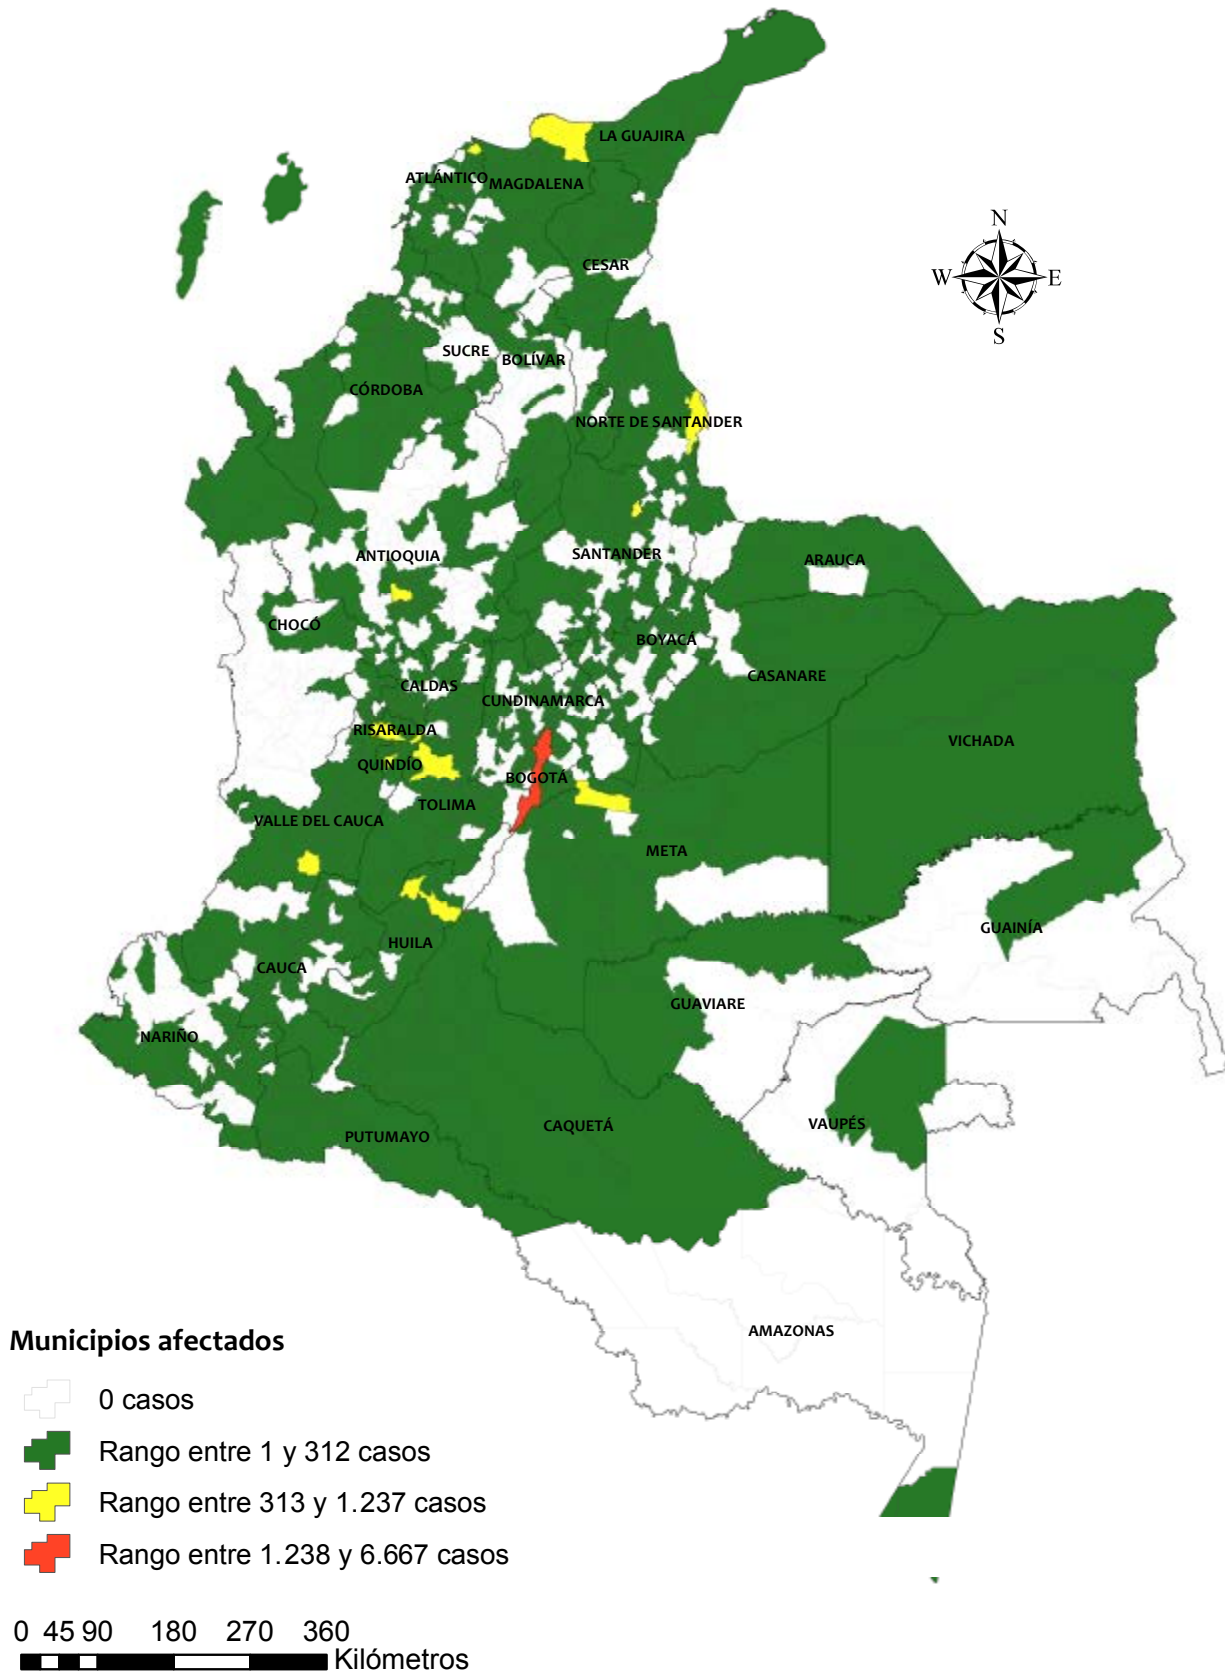 LA GUAJIRA
ATLÁNTICO
MAGDALENA
N
W
E
S
CESAR
SUCRE
BOLÍVAR
CÓRDOBA
NORTE DE SANTANDER
ANTIOQUIA
SANTANDER
ARAUCA
CHOCÓ
BOYACÁ
CASANARE
CALDAS
CUNDINAMARCA
RISARALDA
VICHADA
QUINDÍO
BOGOTÁ
TOLIMA
VALLE DEL CAUCA
META
GUAINÍA
HUILA
CAUCA
GUAVIARE
NARIÑO
VAUPÉS
CAQUETÁ
PUTUMAYO
AMAZONAS
Municipios afectados
0 casos
Rango entre 1 y 312 casos
Rango entre 313 y 1.237 casos
Rango entre 1.238 y 6.667 casos
0 45 90 180 270 360
Kilómetros